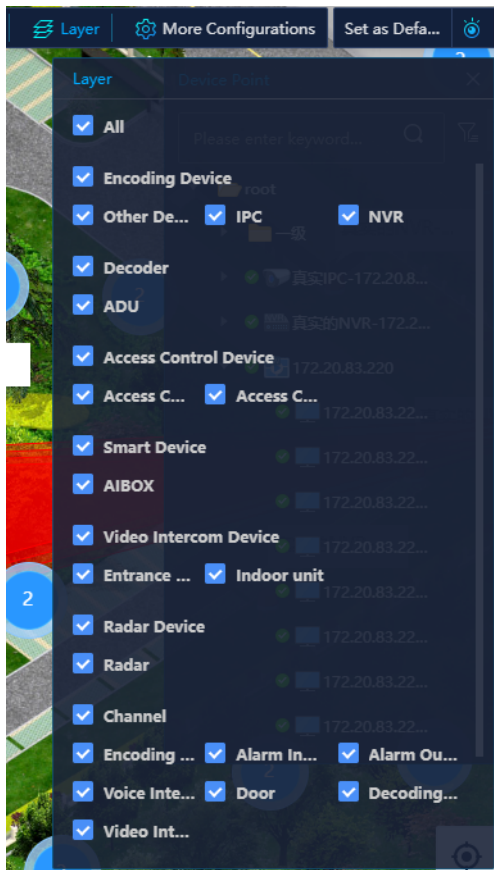 Layer More Configurations Set as Defa...
Layer Device Point
All
Please enter keyword...
Encoding Device
root
Other De... IPC NVR
一级
Decoder
真实IPC-172.20.8...
ADU
真实的NVR-172.2...
Access Control Device
172.20.83.220
Access C... Access C...
172.20.83.22...
Smart Device
172.20.83.22...
AIBOX
172.20.83.22...
Video Intercom Device
172.20.83.22...
Entrance ... Indoor unit
172.20.83.22...
2
Radar Device
172.20.83.22...
Radar
172.20.83.22...
Channel
172.20.83.22...
Encoding ... Alarm In... Alarm Ou...
2
Voice Inte... Door Decoding...
Video Int...